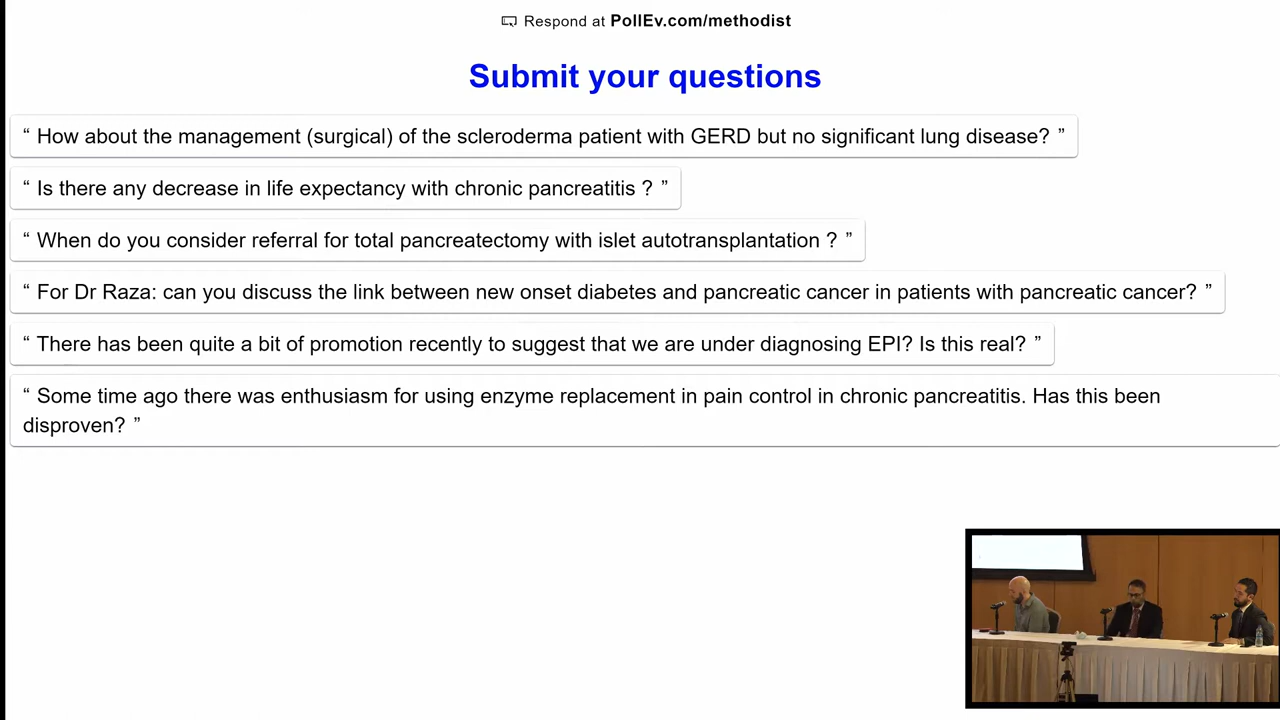 Respond at PollEv.com/methodist
Submit your questions
“ How about the management (surgical) of the scleroderma patient with GERD but no significant lung disease? ”
“ Is there any decrease in life expectancy with chronic pancreatitis ? ”
“ When do you consider referral for total pancreatectomy with islet autotransplantation ? ”
“ For Dr Raza: can you discuss the link between new onset diabetes and pancreatic cancer in patients with pancreatic cancer? ”
“ There has been quite a bit of promotion recently to suggest that we are under diagnosing EPI? Is this real? ”
“ Some time ago there was enthusiasm for using enzyme replacement in pain control in chronic pancreatitis. Has this been
disproven? ”